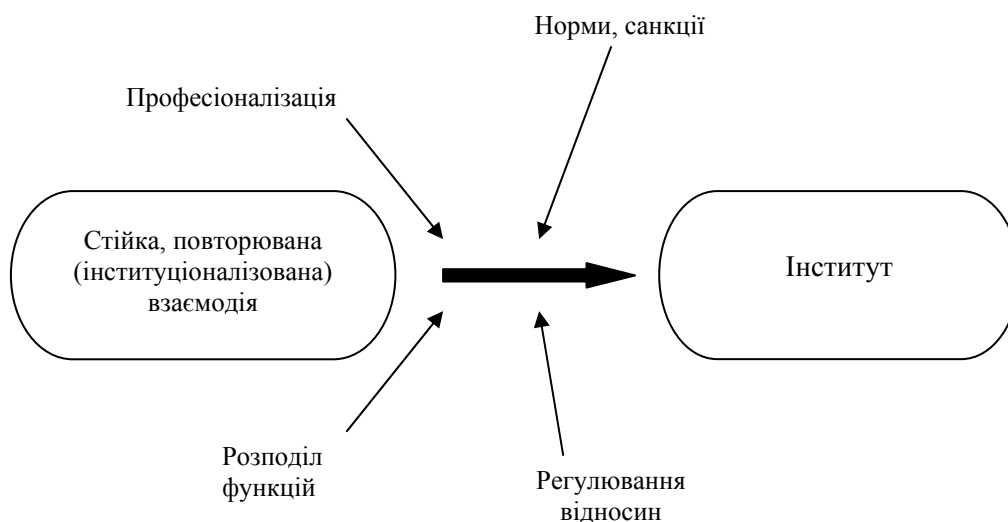 Норми, санкції
Професіоналізація
Стійка, повторювана
(інституціоналізована)
взаємодія
Інститут
Розподіл
функцій
Регулювання
відносин